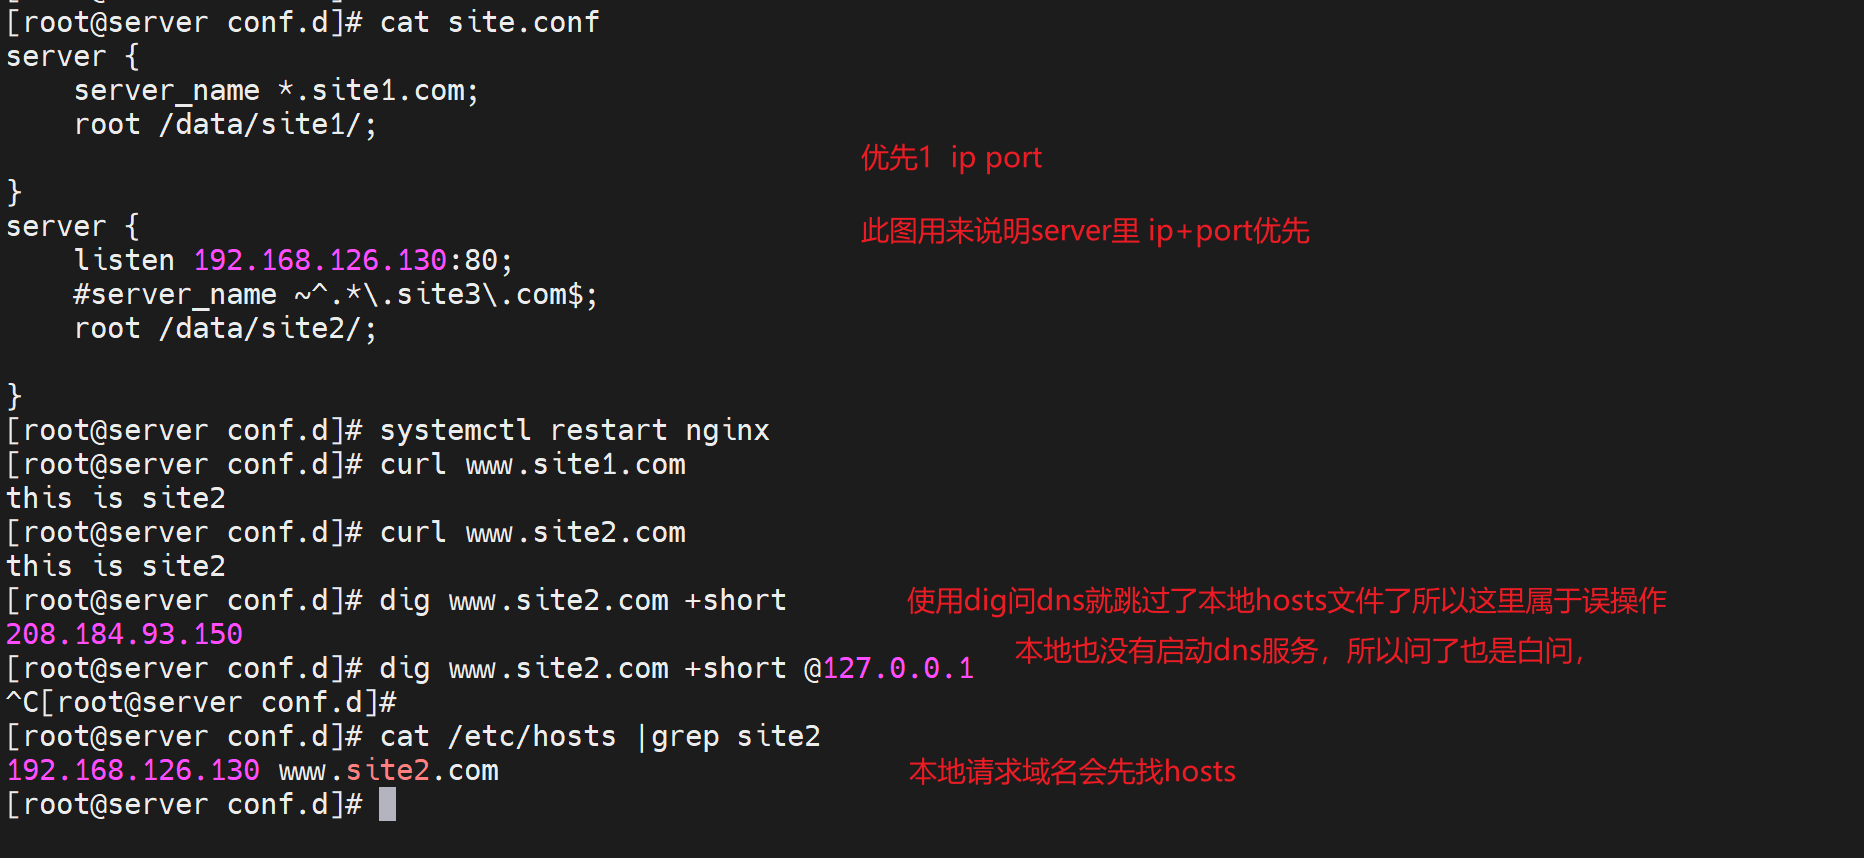 [root@server conf.d]# cat site.conf
server {
    server_name *.site1.com;
    root /data/site1/;
优先1  ip port
}
server {
此图用来说明server里 ip+port优先
    listen 192.168.126.130:80;
    #server_name ~^.*\.site3\.com$;
    root /data/site2/;
}
[root@server conf.d]# systemctl restart nginx
[root@server conf.d]# curl www.site1.com
this is site2
[root@server conf.d]# curl www.site2.com
this is site2
[root@server conf.d]# dig www.site2.com +short
使用dig问dns就跳过了本地hosts文件了所以这里属于误操作
208.184.93.150
本地也没有启动dns服务，所以问了也是白问，
[root@server conf.d]# dig www.site2.com +short @127.0.0.1
^C[root@server conf.d]#
[root@server conf.d]# cat /etc/hosts |grep site2
192.168.126.130 www.site2.com
本地请求域名会先找hosts
[root@server conf.d]#